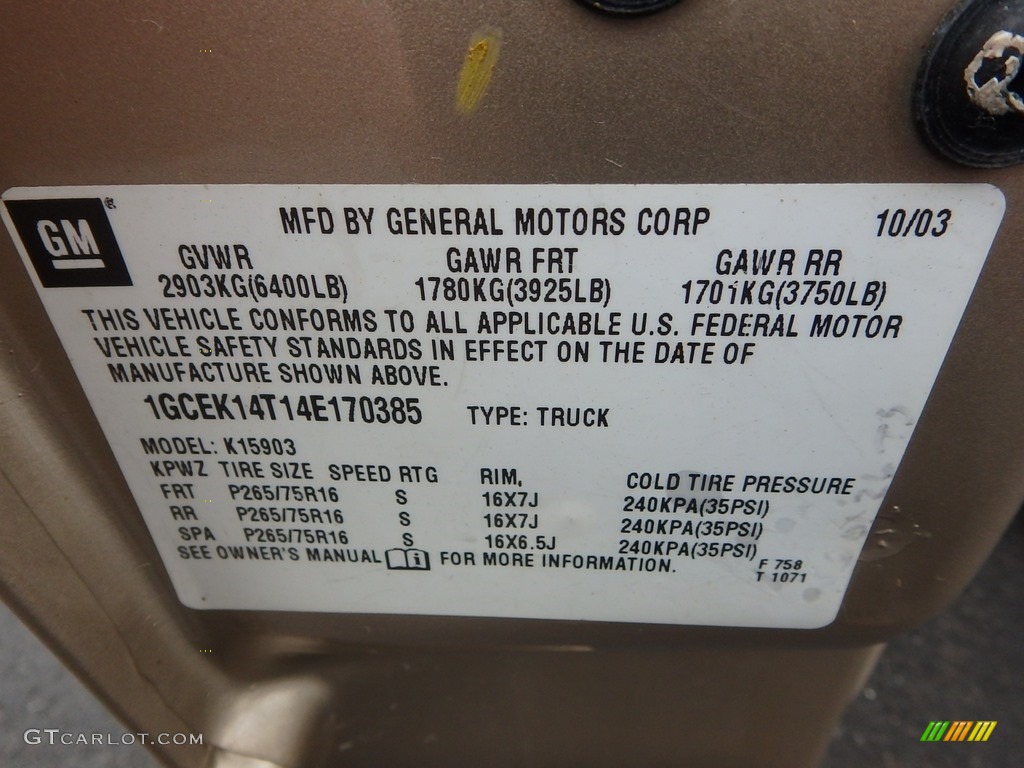 GM®
MFD BY GENERAL MOTORS CORP 10/03
GVWR GAWR FRT GAWR RR
2903KG(6400LB) 1780KG(3925LB) 1701KG(3750LB)
THIS VEHICLE CONFORMS TO ALL APPLICABLE U.S. FEDERAL MOTOR
VEHICLE SAFETY STANDARDS IN EFFECT ON THE DATE OF
MANUFACTURE SHOWN ABOVE.
1GCEK14T14E170385 TYPE: TRUCK
MODEL: K15903
KPWZ TIRE SIZE SPEED RTG RIM, COLD TIRE PRESSURE
FRT P265/75R16 S 16X7J 240KPA(35PSI)
RR P265/75R16 S 16X7J 240KPA(35PSI)
SPA P265/75R16 S 16X6.5J 240KPA(35PSI)
SEE OWNER'S MANUAL FOR MORE INFORMATION.
F 758
T 1071
GTCARLOT.COM